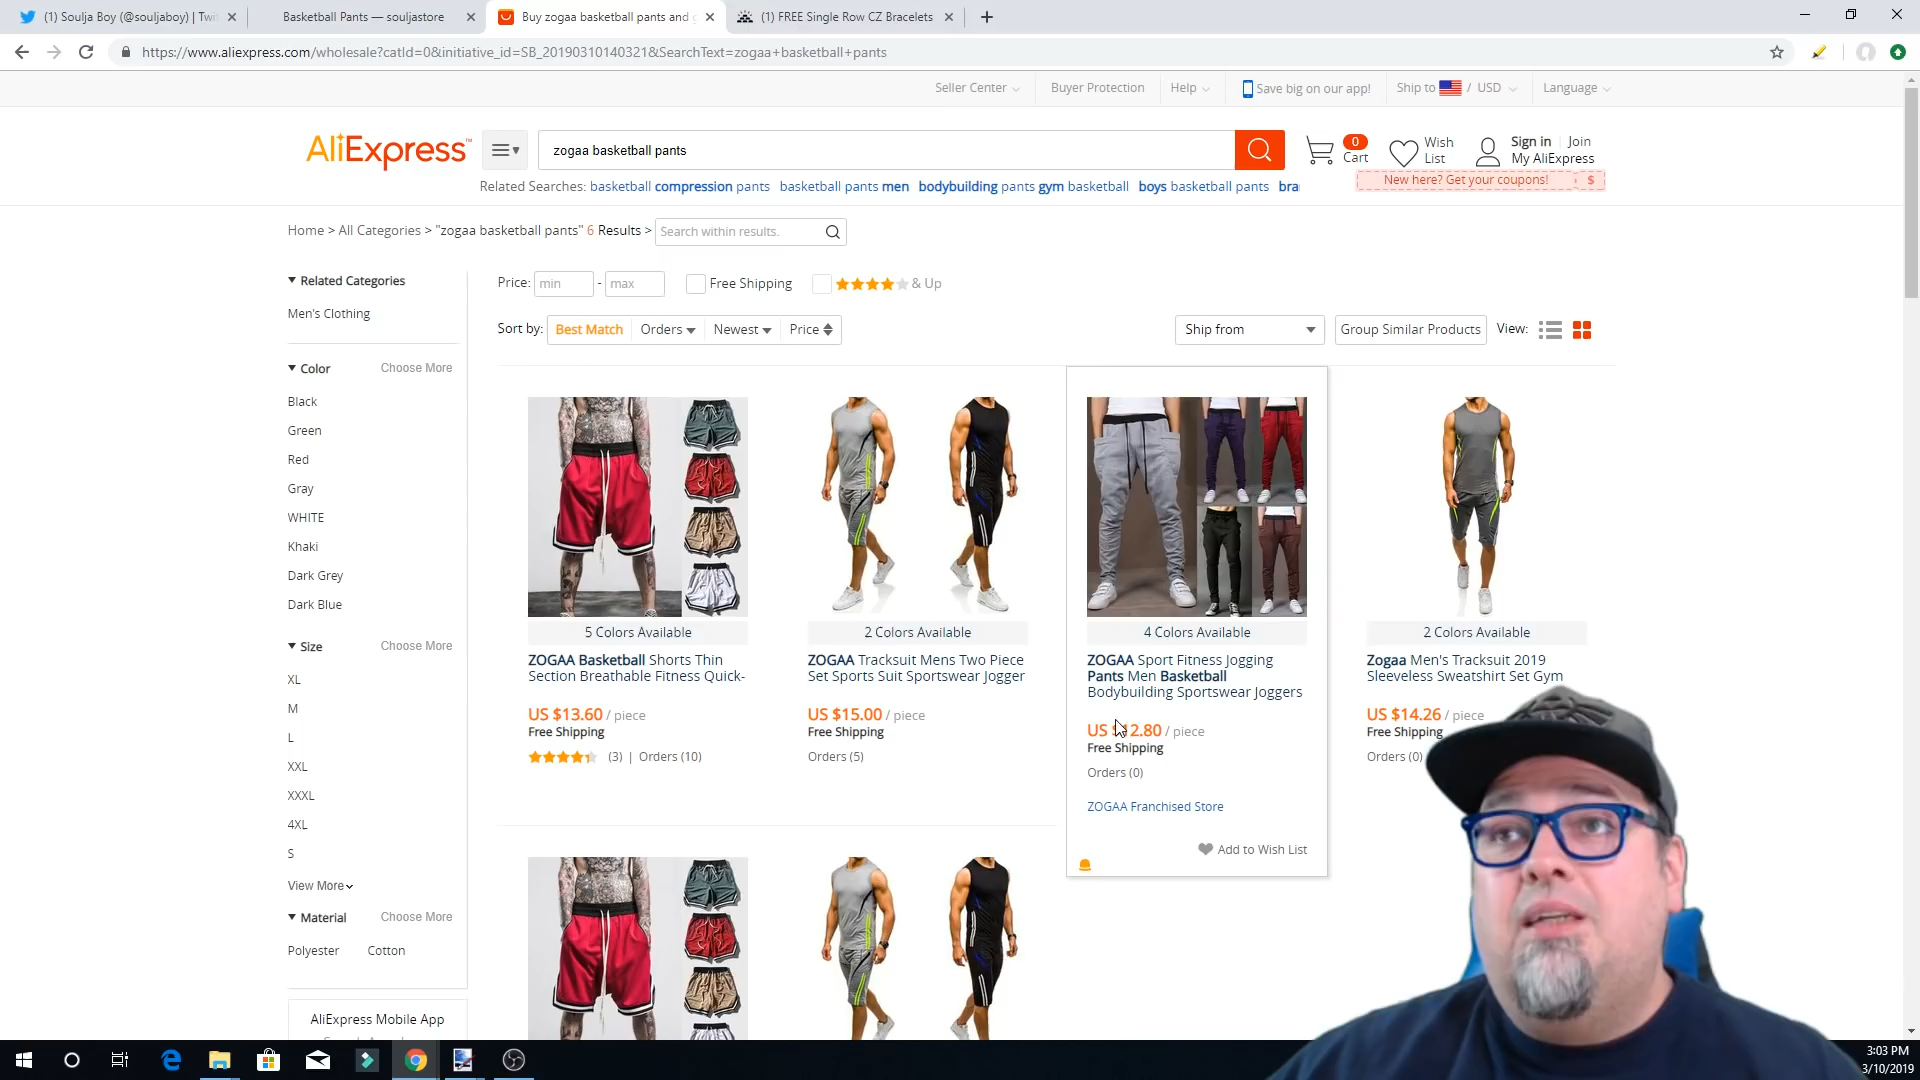 (1) Soulja Boy (@souljaboy) | Twi
Basketball Pants — souljastore
Buy zogaa basketball pants and g
(1) FREE Single Row CZ Bracelets
https://www.aliexpress.com/wholesale?catId=0&initiative_id=SB_20190310140321&SearchText=zogaa+basketball+pants
Seller Center
Buyer Protection
Help
Save big on our app!
Ship to / USD
Language
AliExpress™
zogaa basketball pants
0
Cart
Wish
List
Sign in | Join
My AliExpress
New here? Get your coupons! $
Related Searches: basketball compression pants basketball pants men bodybuilding pants gym basketball boys basketball pants bra
Home > All Categories > "zogaa basketball pants" 6 Results > Search within results.
Related Categories
Men's Clothing
Price: min - max Free Shipping & Up
Sort by: Best Match Orders Newest Price
Ship from
Group Similar Products
View:
Color Choose More
Black
Green
Red
Gray
WHITE
Khaki
Dark Grey
Dark Blue
Size Choose More
XL
M
L
XXL
XXXL
4XL
S
View More
Material Choose More
Polyester Cotton
AliExpress Mobile App
5 Colors Available
ZOGAA Basketball Shorts Thin
Section Breathable Fitness Quick-
US $13.60 / piece
Free Shipping
(3) | Orders (10)
2 Colors Available
ZOGAA Tracksuit Mens Two Piece
Set Sports Suit Sportswear Jogger
US $15.00 / piece
Free Shipping
Orders (5)
4 Colors Available
ZOGAA Sport Fitness Jogging
Pants Men Basketball
Bodybuilding Sportswear Joggers
US $12.80 / piece
Free Shipping
Orders (0)
ZOGAA Franchised Store
Add to Wish List
2 Colors Available
Zogaa Men's Tracksuit 2019
Sleeveless Sweatshirt Set Gym
US $14.26 / piece
Free Shipping
Orders (0)
3:03 PM
3/10/2019